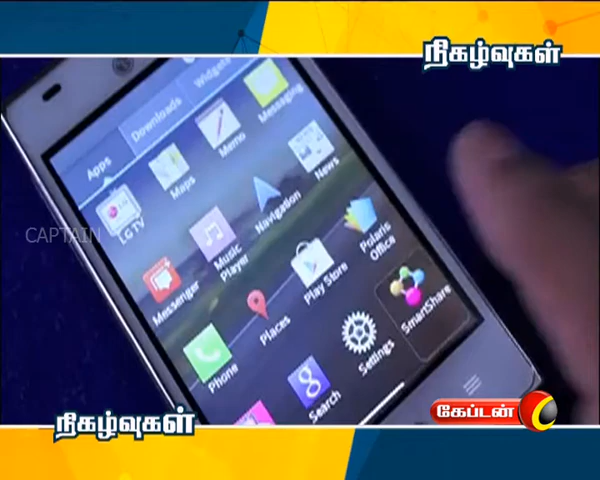 நிகழ்வுகள்
Apps
Downloads
Widgets
LG TV
Maps
Memo
Messaging
Messenger
Music
Player
Navigation
News
Phone
Places
Play Store
Polaris
Office
Search
Settings
SmartShare
CAPTAIN
கேப்டன்
நிகழ்வுகள்